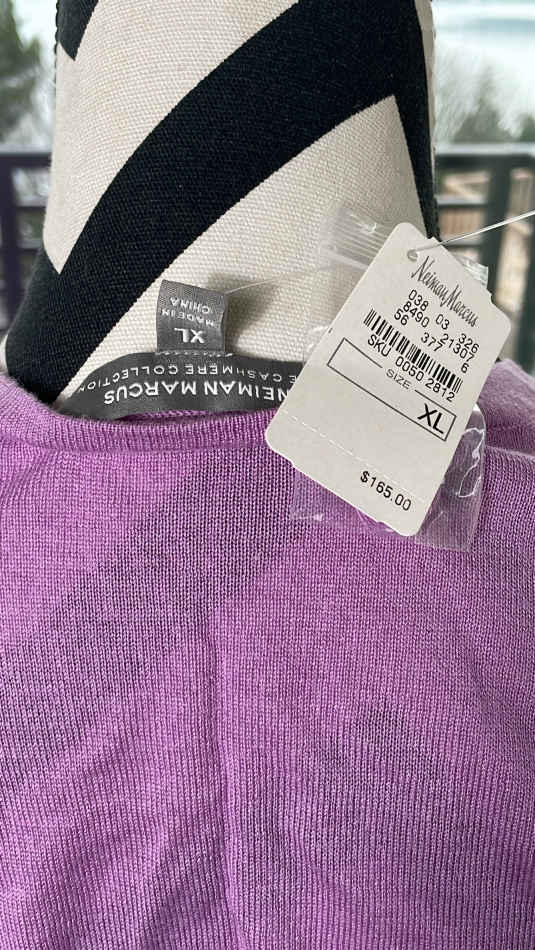 MADE IN
CHINA
XL
NEIMAN MARCUS
CASHMERE COLLECTION
Neiman Marcus
038 03 326
8490 21307
56 377 6
SKU 0050 2812
SIZE
XL
$165.00